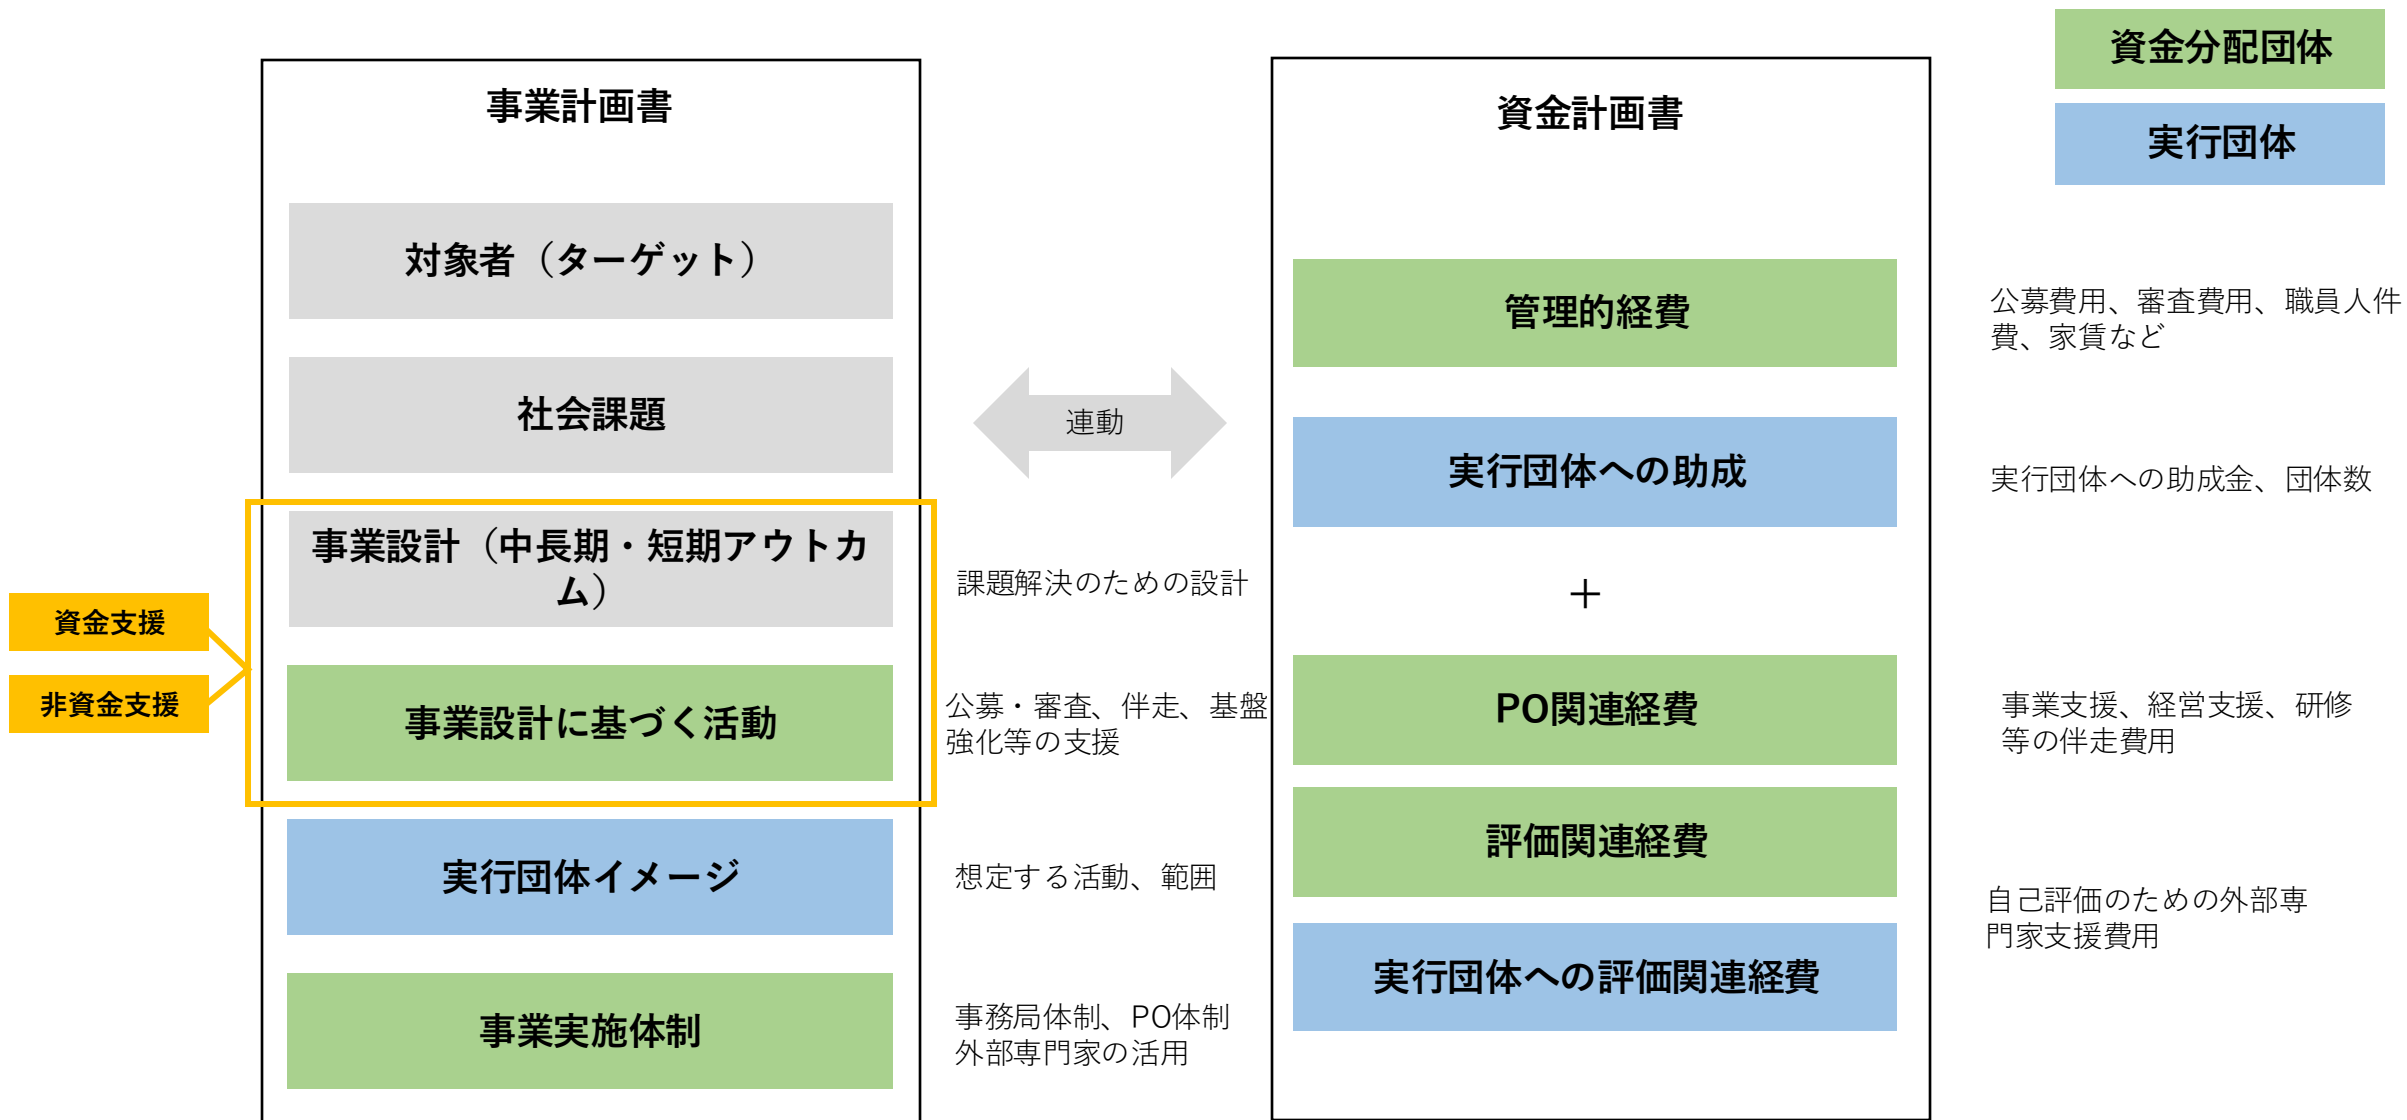 資金分配団体
実行団体
事業計画書
対象者（ターゲット）
社会課題
事業設計（中長期・短期アウトカ
ム）
課題解決のための設計
資金支援
非資金支援
事業設計に基づく活動
公募・審査、伴走、基盤
強化等の支援
実行団体イメージ
想定する活動、範囲
事業実施体制
事務局体制、PO体制
外部専門家の活用
連動
資金計画書
管理的経費
公募費用、審査費用、職員人件
費、家賃など
実行団体への助成
実行団体への助成金、団体数
＋
PO関連経費
事業支援、経営支援、研修
等の伴走費用
評価関連経費
実行団体への評価関連経費
自己評価のための外部専
門家支援費用